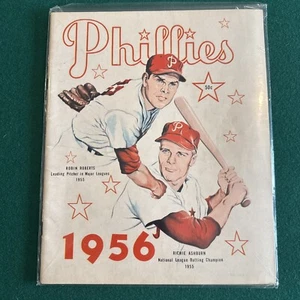 Phillies
50¢
P
P
ROBIN ROBERTS
Leading Pitcher in Major Leagues
1955
1956
RICHIE ASHBURN
National League Batting Champion
1955